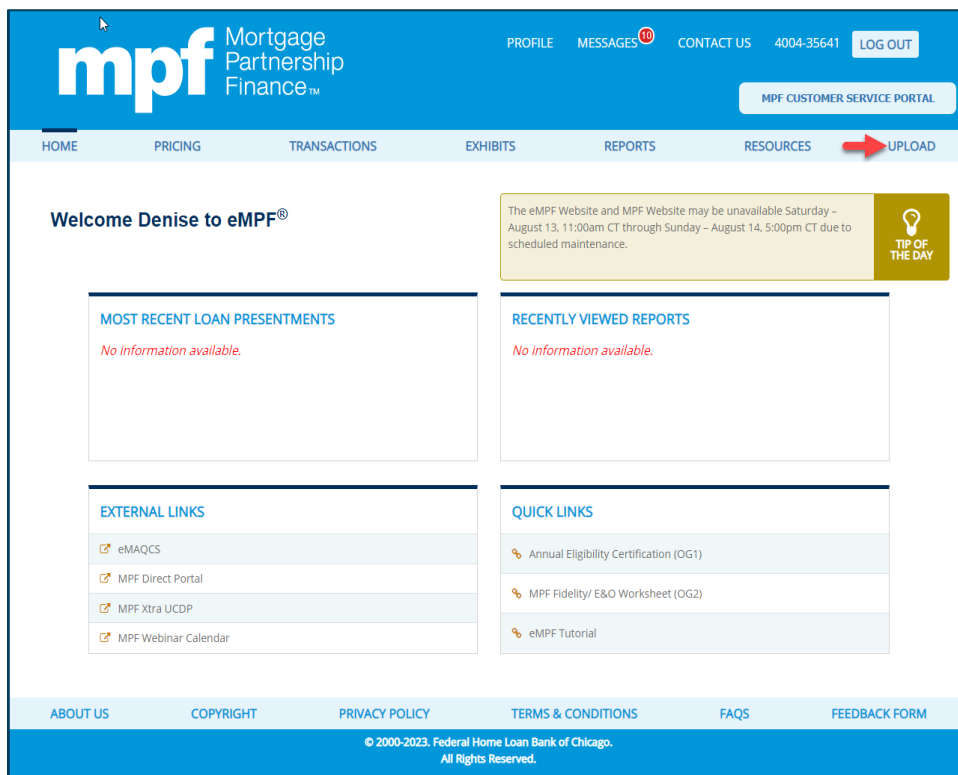 mpf Mortgage
Partnership
Finance™
PROFILE MESSAGES 10 CONTACT US 4004-35641 LOG OUT
MPF CUSTOMER SERVICE PORTAL
HOME PRICING TRANSACTIONS EXHIBITS REPORTS RESOURCES UPLOAD
Welcome Denise to eMPF®
The eMPF Website and MPF Website may be unavailable Saturday –
August 13, 11:00am CT through Sunday – August 14, 5:00pm CT due to
scheduled maintenance.
TIP OF
THE DAY
MOST RECENT LOAN PRESENTMENTS
No information available.
RECENTLY VIEWED REPORTS
No information available.
EXTERNAL LINKS
eMAQCS
MPF Direct Portal
MPF Xtra UCDP
MPF Webinar Calendar
QUICK LINKS
Annual Eligibility Certification (OG1)
MPF Fidelity/ E&O Worksheet (OG2)
eMPF Tutorial
ABOUT US COPYRIGHT PRIVACY POLICY TERMS & CONDITIONS FAQS FEEDBACK FORM
© 2000-2023. Federal Home Loan Bank of Chicago.
All Rights Reserved.